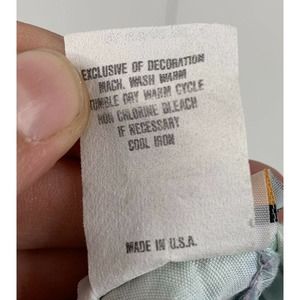 EXCLUSIVE OF DECORATION
MACH. WASH WARM
TUMBLE DRY WARM CYCLE
NON CHLORINE BLEACH
IF NECESSARY
COOL IRON
MADE IN U.S.A.